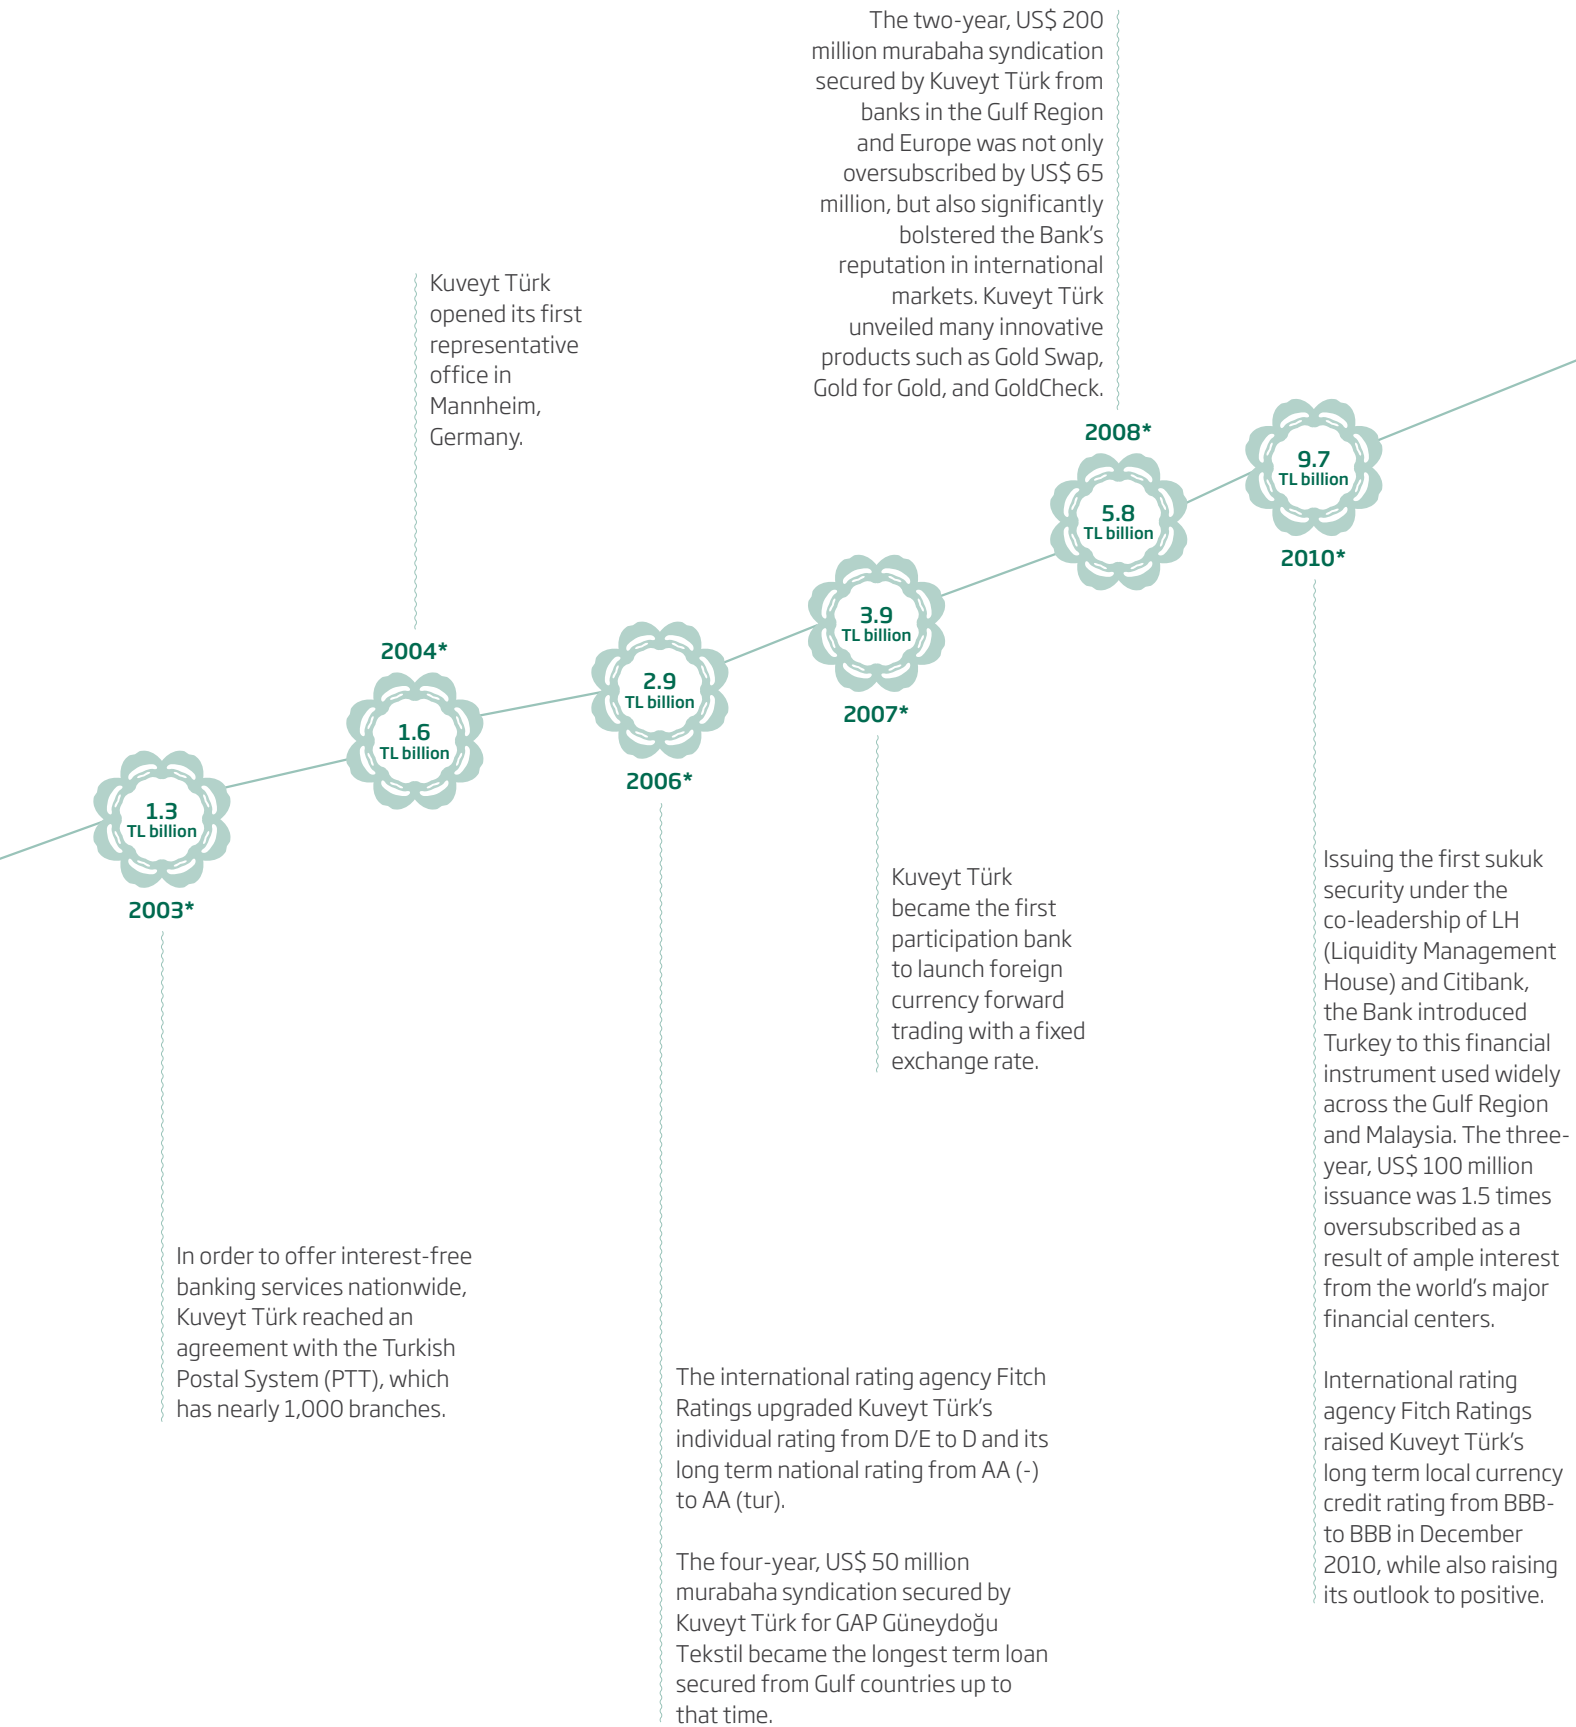 The two-year, US$ 200
million murabaha syndication
secured by Kuveyt Türk from
banks in the Gulf Region
and Europe was not only
oversubscribed by US$ 65
million, but also significantly
bolstered the Bank's
reputation in international
markets. Kuveyt Türk
unveiled many innovative
products such as Gold Swap,
Gold for Gold, and GoldCheck.
2008*
5.8
TL billion
Kuveyt Türk
opened its first
representative
office in
Mannheim,
Germany.
2004*
1.6
TL billion
9.7
TL billion
2010*
3.9
TL billion
2007*
2.9
TL billion
2006*
1.3
TL billion
2003*
Issuing the first sukuk
security under the
co-leadership of LH
(Liquidity Management
House) and Citibank,
the Bank introduced
Turkey to this financial
instrument used widely
across the Gulf Region
and Malaysia. The three-
year, US$ 100 million
issuance was 1.5 times
oversubscribed as a
result of ample interest
from the world's major
financial centers.
International rating
agency Fitch Ratings
raised Kuveyt Türk's
long term local currency
credit rating from BBB-
to BBB in December
2010, while also raising
its outlook to positive.
Kuveyt Türk
became the first
participation bank
to launch foreign
currency forward
trading with a fixed
exchange rate.
In order to offer interest-free
banking services nationwide,
Kuveyt Türk reached an
agreement with the Turkish
Postal System (PTT), which
has nearly 1,000 branches.
The international rating agency Fitch
Ratings upgraded Kuveyt Türk's
individual rating from D/E to D and its
long term national rating from AA (-)
to AA (tur).
The four-year, US$ 50 million
murabaha syndication secured by
Kuveyt Türk for GAP Güneydoğu
Tekstil became the longest term loan
secured from Gulf countries up to
that time.